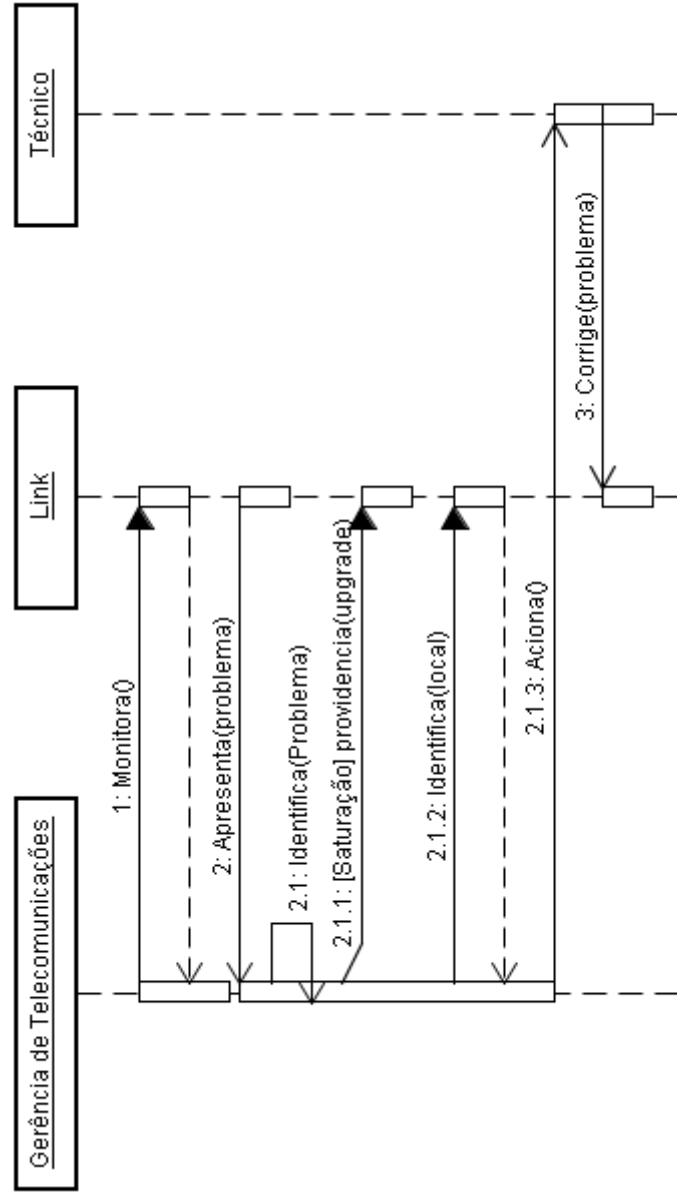 Gerência de Telecomunicações
Link
Técnico
1: Monitora()
2: Apresenta(problema)
2.1: Identifica(Problema)
2.1.1: [Saturação] providencia(upgrade)
2.1.2: Identifica(local)
2.1.3: Aciona()
3: Corrige(problema)